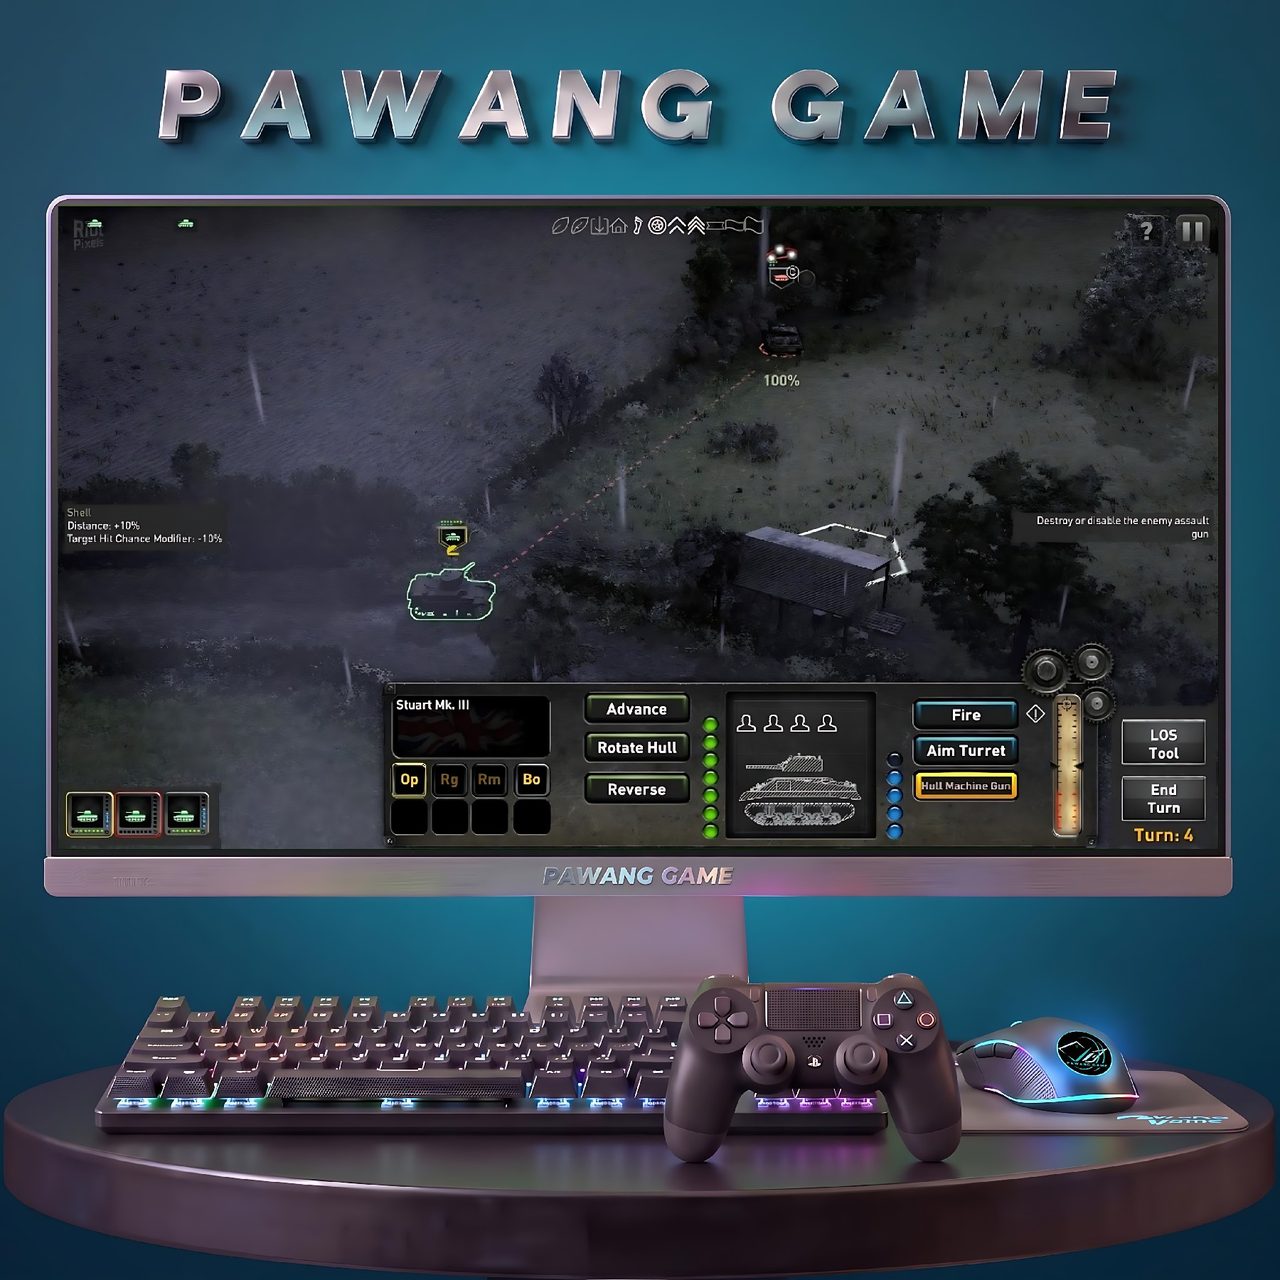 PAWANG GAME
Riot
Pixels
?
100%
Shell
Distance: +10%
Target Hit Chance Modifier: -10%
Destroy or disable the enemy assault
gun
Stuart Mk. III
Op
Rg
Rm
Bo
Advance
Rotate Hull
Reverse
Fire
Aim Turret
Hull Machine Gun
LOS
Tool
End
Turn
Turn: 4
PAWANG GAME